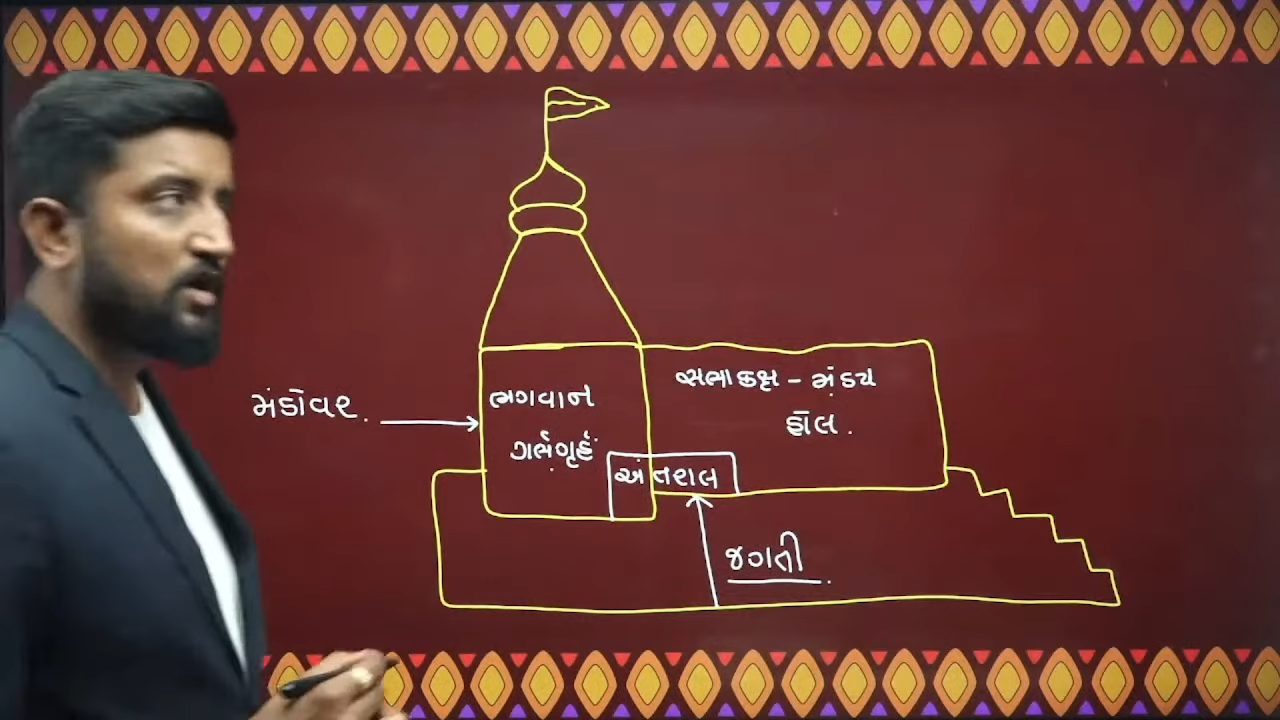 ભગવાન
સભાકક્ષ - મંડપ
મંડોવર.
હૉલ.
ગર્ભગૃહ
અંતરાલ
જગતી